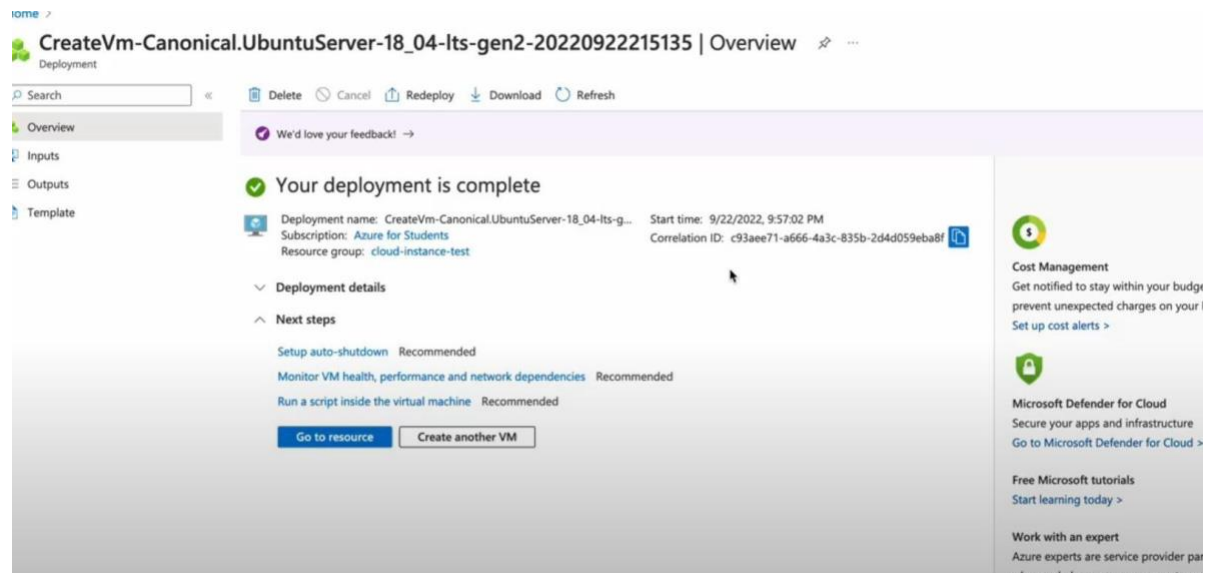 Home >
CreateVm-Canonical.UbuntuServer-18_04-lts-gen2-20220922215135 | Overview ...
Deployment
Search «
Delete Cancel Redeploy Download Refresh
Overview
Inputs
Outputs
Template
We'd love your feedback! →
Your deployment is complete
Deployment name: CreateVm-Canonical.UbuntuServer-18_04-lts-g...
Subscription: Azure for Students
Resource group: cloud-instance-test
Start time: 9/22/2022, 9:57:02 PM
Correlation ID: c93aee71-a666-4a3c-835b-2d4d059eba8f
Deployment details
Next steps
Setup auto-shutdown Recommended
Monitor VM health, performance and network dependencies Recommended
Run a script inside the virtual machine Recommended
Go to resource Create another VM
$
Cost Management
Get notified to stay within your budge
prevent unexpected charges on your
Set up cost alerts >
Microsoft Defender for Cloud
Secure your apps and infrastructure
Go to Microsoft Defender for Cloud >
Free Microsoft tutorials
Start learning today >
Work with an expert
Azure experts are service provider par